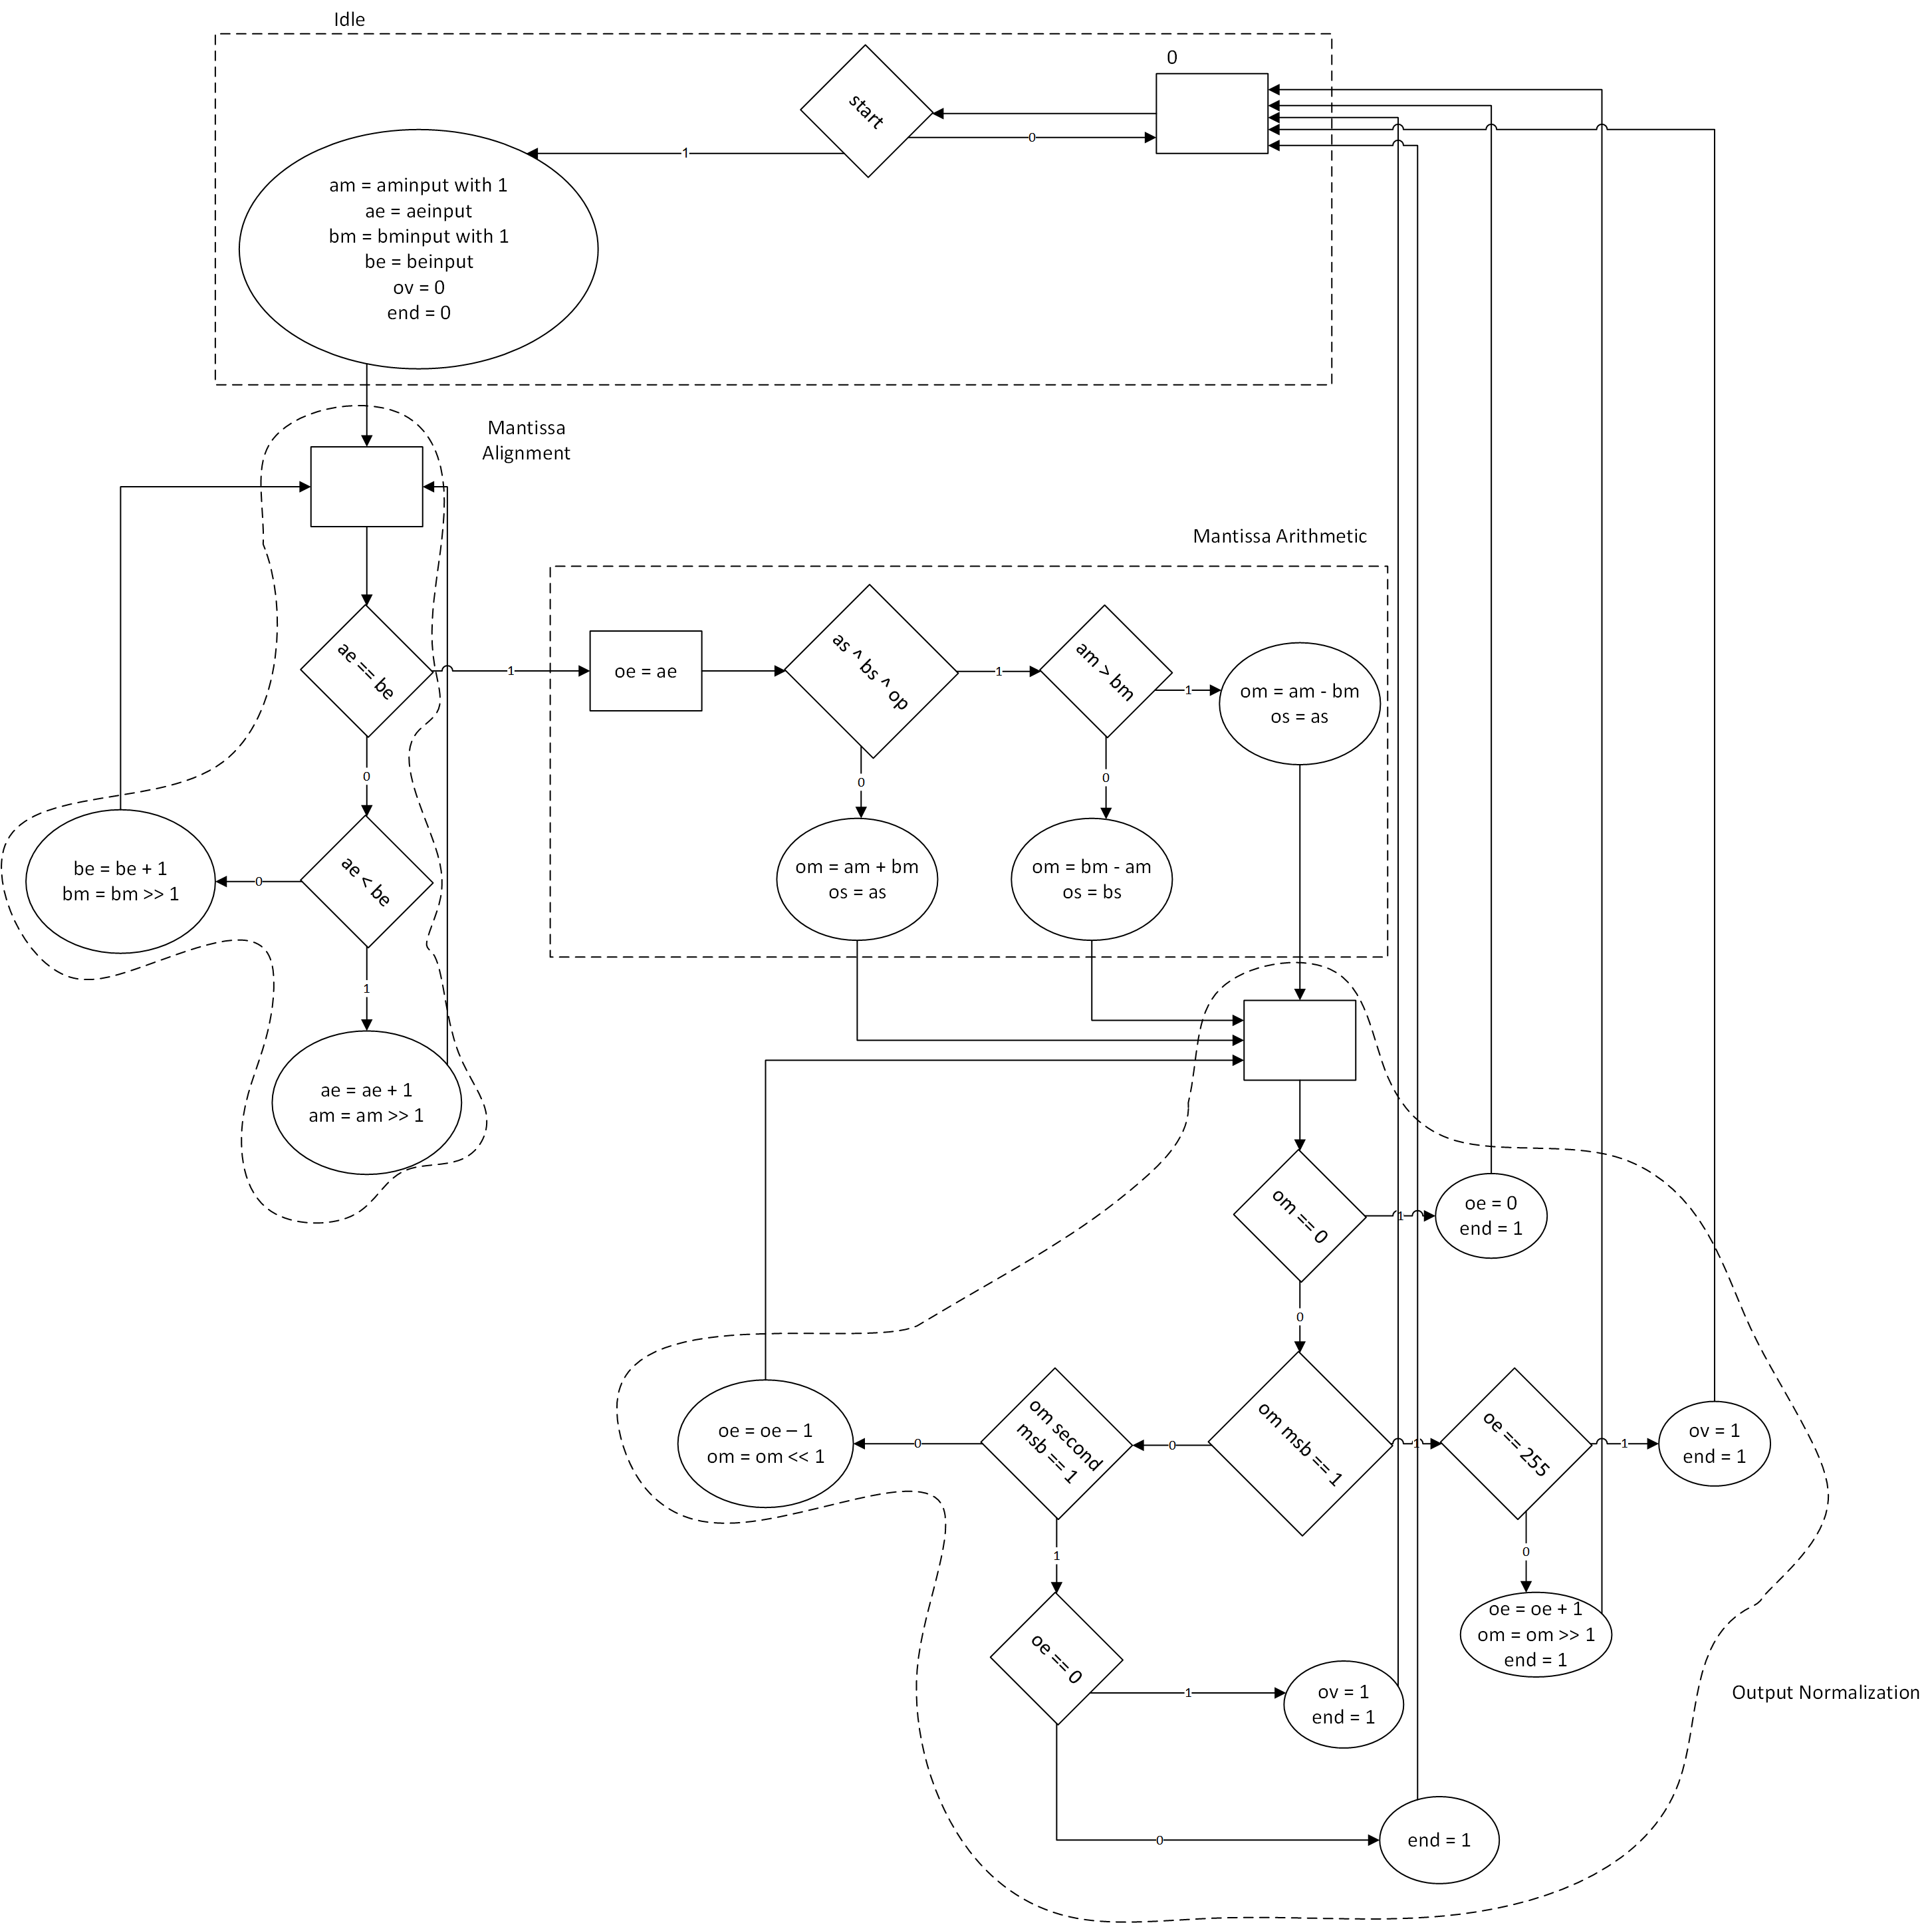 Idle
0
start
0
1
am = aminput with 1
ae = aeinput
bm = bminput with 1
be = beinput
ov = 0
end = 0
Mantissa
Alignment
ae == be
1
0
ae < be
0
be = be + 1
bm = bm >> 1
1
ae = ae + 1
am = am >> 1
Mantissa Arithmetic
oe = ae
as ^ bs ^ op
1
am > bm
1
om = am - bm
os = as
0
0
om = am + bm
os = as
om = bm - am
os = bs
om == 0
1
oe = 0
end = 1
0
om msb == 1
1
oe == 255
1
ov = 1
end = 1
0
om second
msb == 1
0
oe = oe – 1
om = om << 1
1
0
oe = oe + 1
om = om >> 1
end = 1
oe == 0
1
ov = 1
end = 1
0
end = 1
Output Normalization